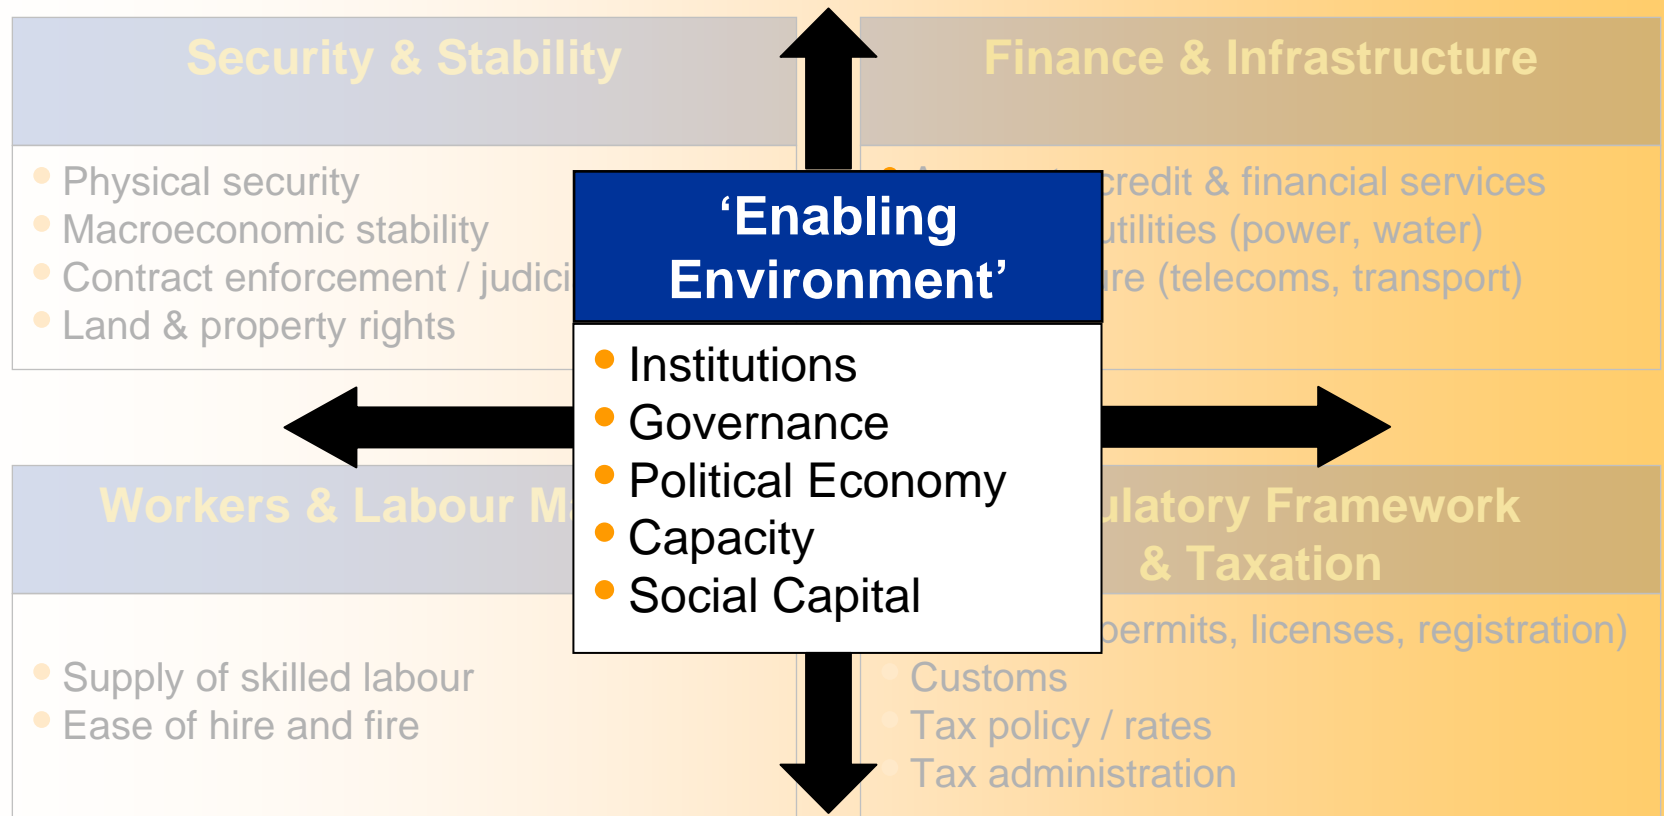 Security & Stability
• Physical security
• Macroeconomic stability
• Contract enforcement / judici
• Land & property rights
Finance & Infrastructure
credit & financial services
utilities (power, water)
ure (telecoms, transport)
‘Enabling
Environment’
• Institutions
• Governance
• Political Economy
• Capacity
• Social Capital
Workers & Labour M
• Supply of skilled labour
• Ease of hire and fire
ulatory Framework
& Taxation
permits, licenses, registration)
• Customs
• Tax policy / rates
• Tax administration